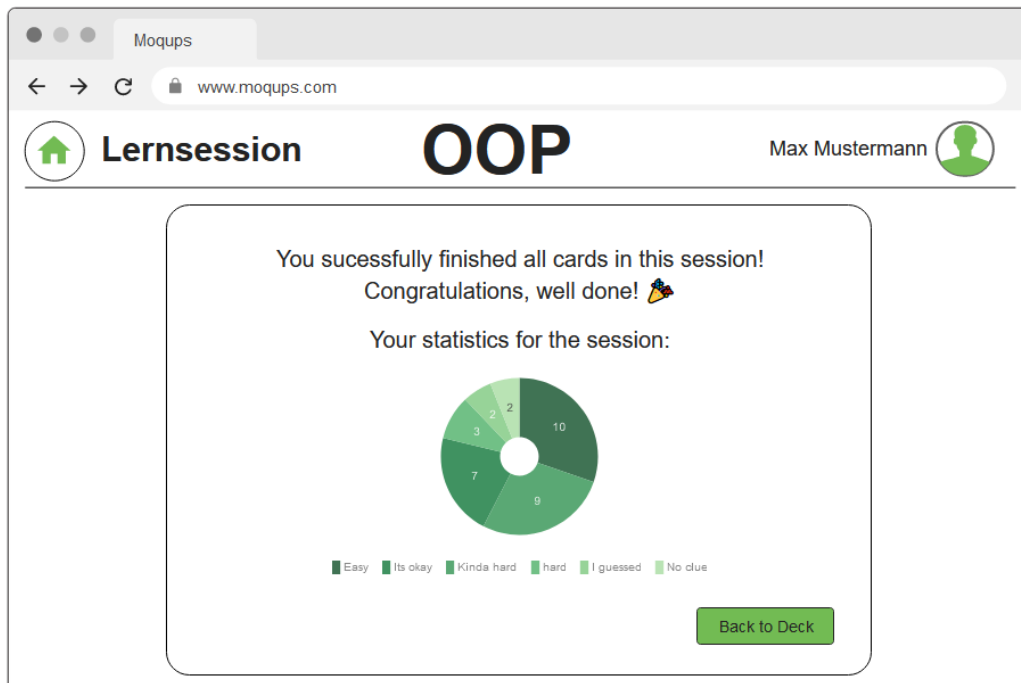 Moqups
www.moqups.com
Lernsession
OOP
Max Mustermann
You sucessfully finished all cards in this session!
Congratulations, well done!
Your statistics for the session:
2
2
10
3
7
9
Easy Its okay Kinda hard hard I guessed No clue
Back to Deck